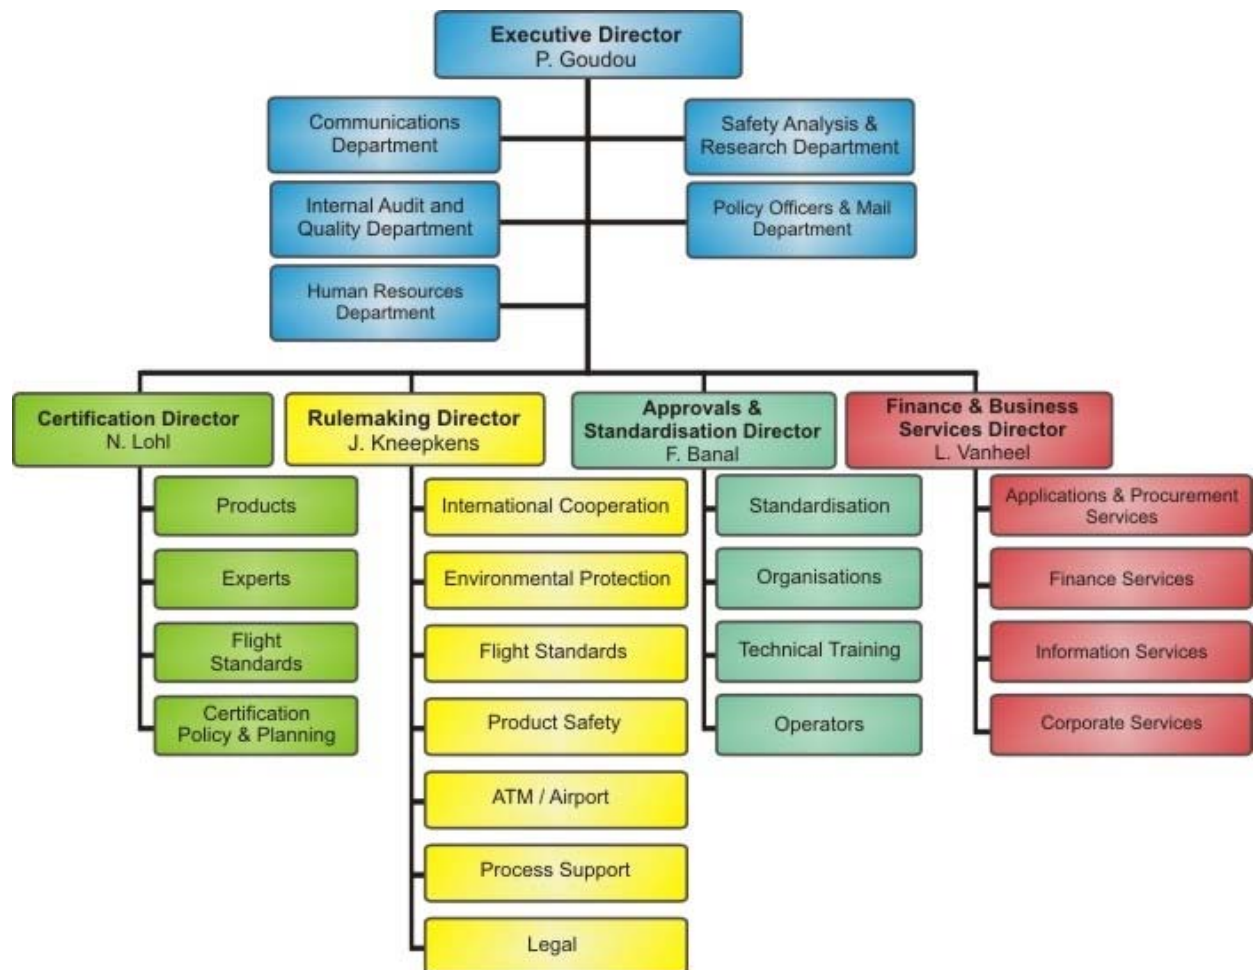 Executive Director
P. Goudou
Communications
Department
Safety Analysis &
Research Department
Internal Audit and
Quality Department
Policy Officers & Mail
Department
Human Resources
Department
Certification Director
N. Lohl
Rulemaking Director
J. Kneepkens
Approvals &
Standardisation Director
F. Banal
Finance & Business
Services Director
L. Vanheel
Products
Experts
Flight
Standards
Certification
Policy & Planning
International Cooperation
Environmental Protection
Flight Standards
Product Safety
ATM / Airport
Process Support
Legal
Standardisation
Organisations
Technical Training
Operators
Applications & Procurement
Services
Finance Services
Information Services
Corporate Services